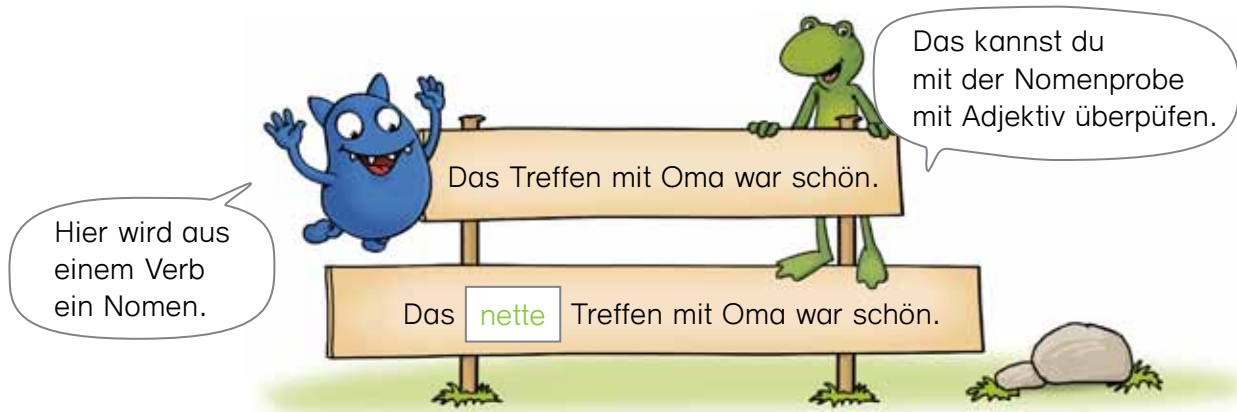 Das kannst du
mit der Nomenprobe
mit Adjektiv überpüfen.
Das Treffen mit Oma war schön.
Hier wird aus
einem Verb
ein Nomen.
Das nette Treffen mit Oma war schön.